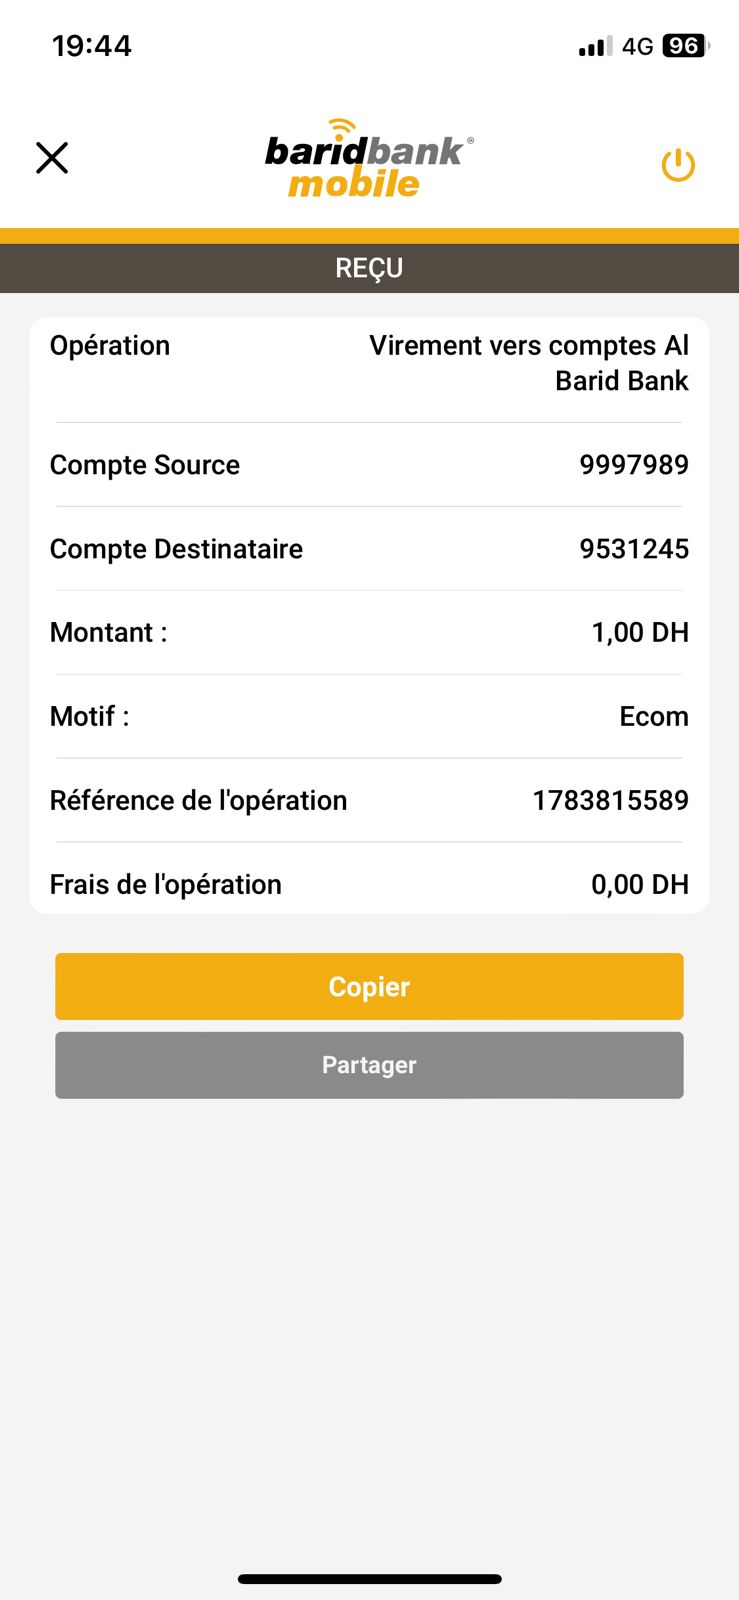 19:44
4G 96
baridbank®
mobile
REÇU
Opération Virement vers comptes Al
Barid Bank
Compte Source 9997989
Compte Destinataire 9531245
Montant : 1,00 DH
Motif : Ecom
Référence de l'opération 1783815589
Frais de l'opération 0,00 DH
Copier
Partager